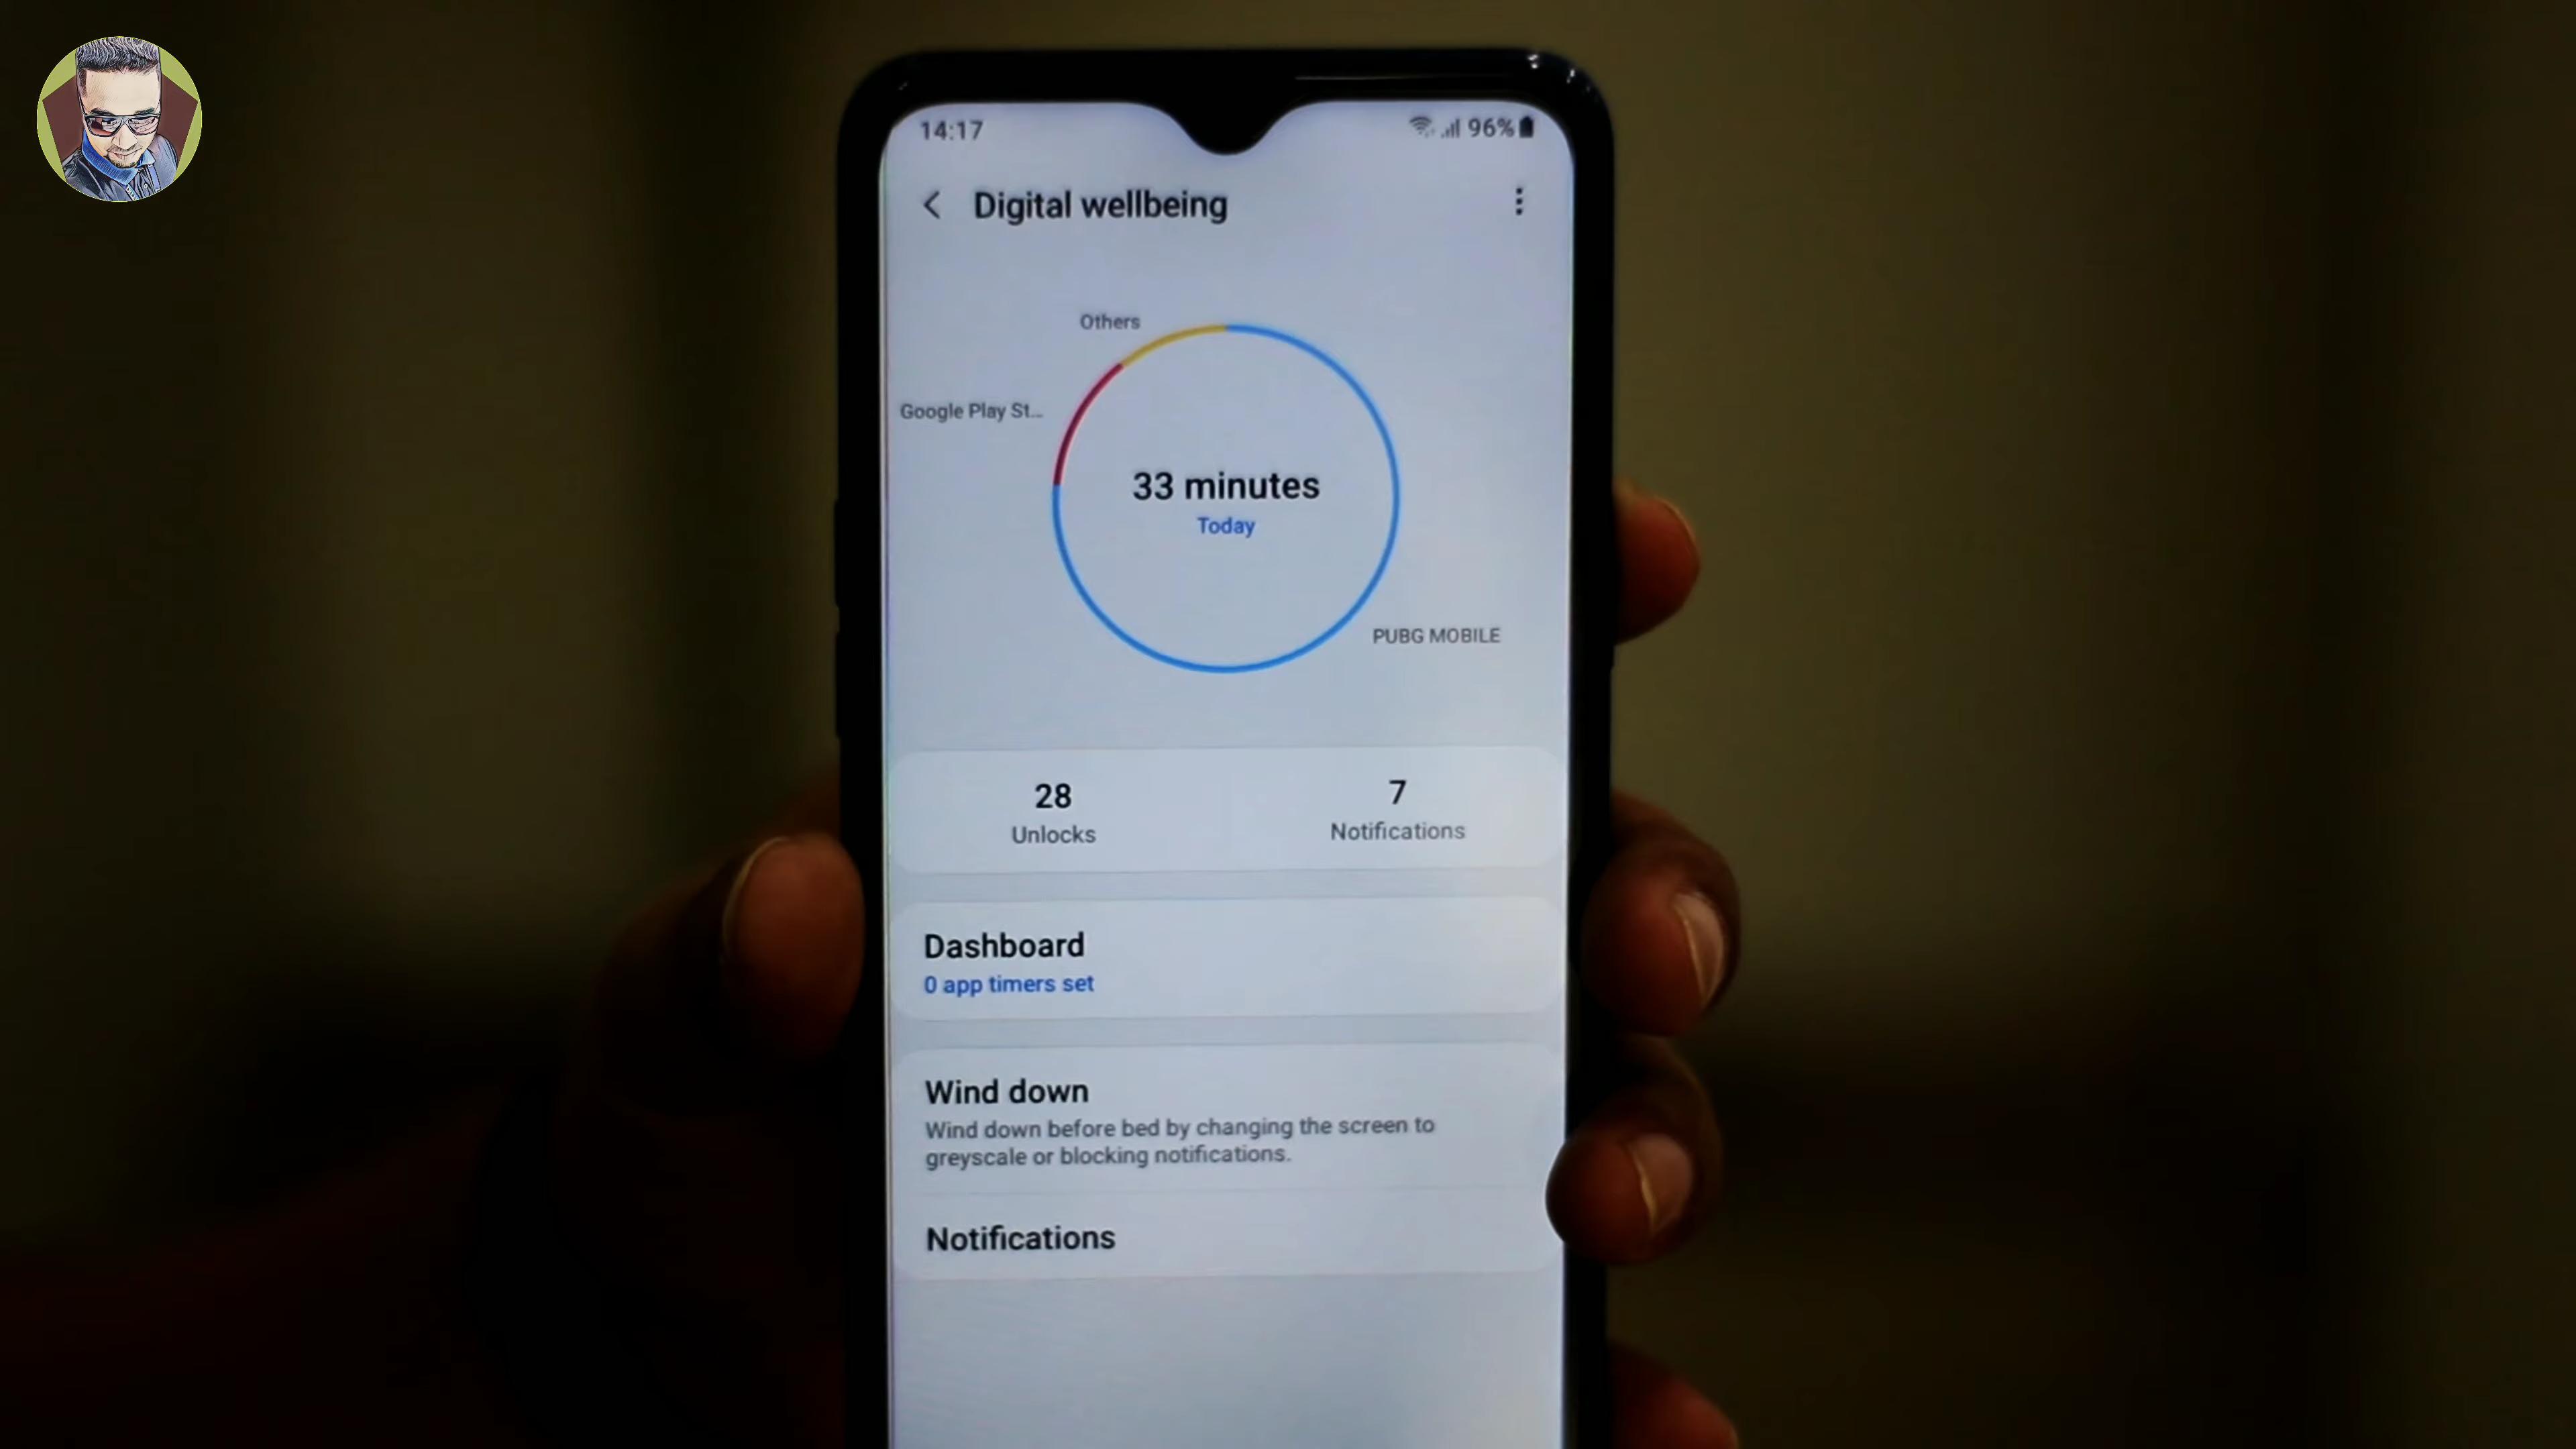 14:17
96%
Digital wellbeing
Others
Google Play St...
33 minutes
Today
PUBG MOBILE
28
Unlocks
7
Notifications
Dashboard
0 app timers set
Wind down
Wind down before bed by changing the screen to
greyscale or blocking notifications.
Notifications